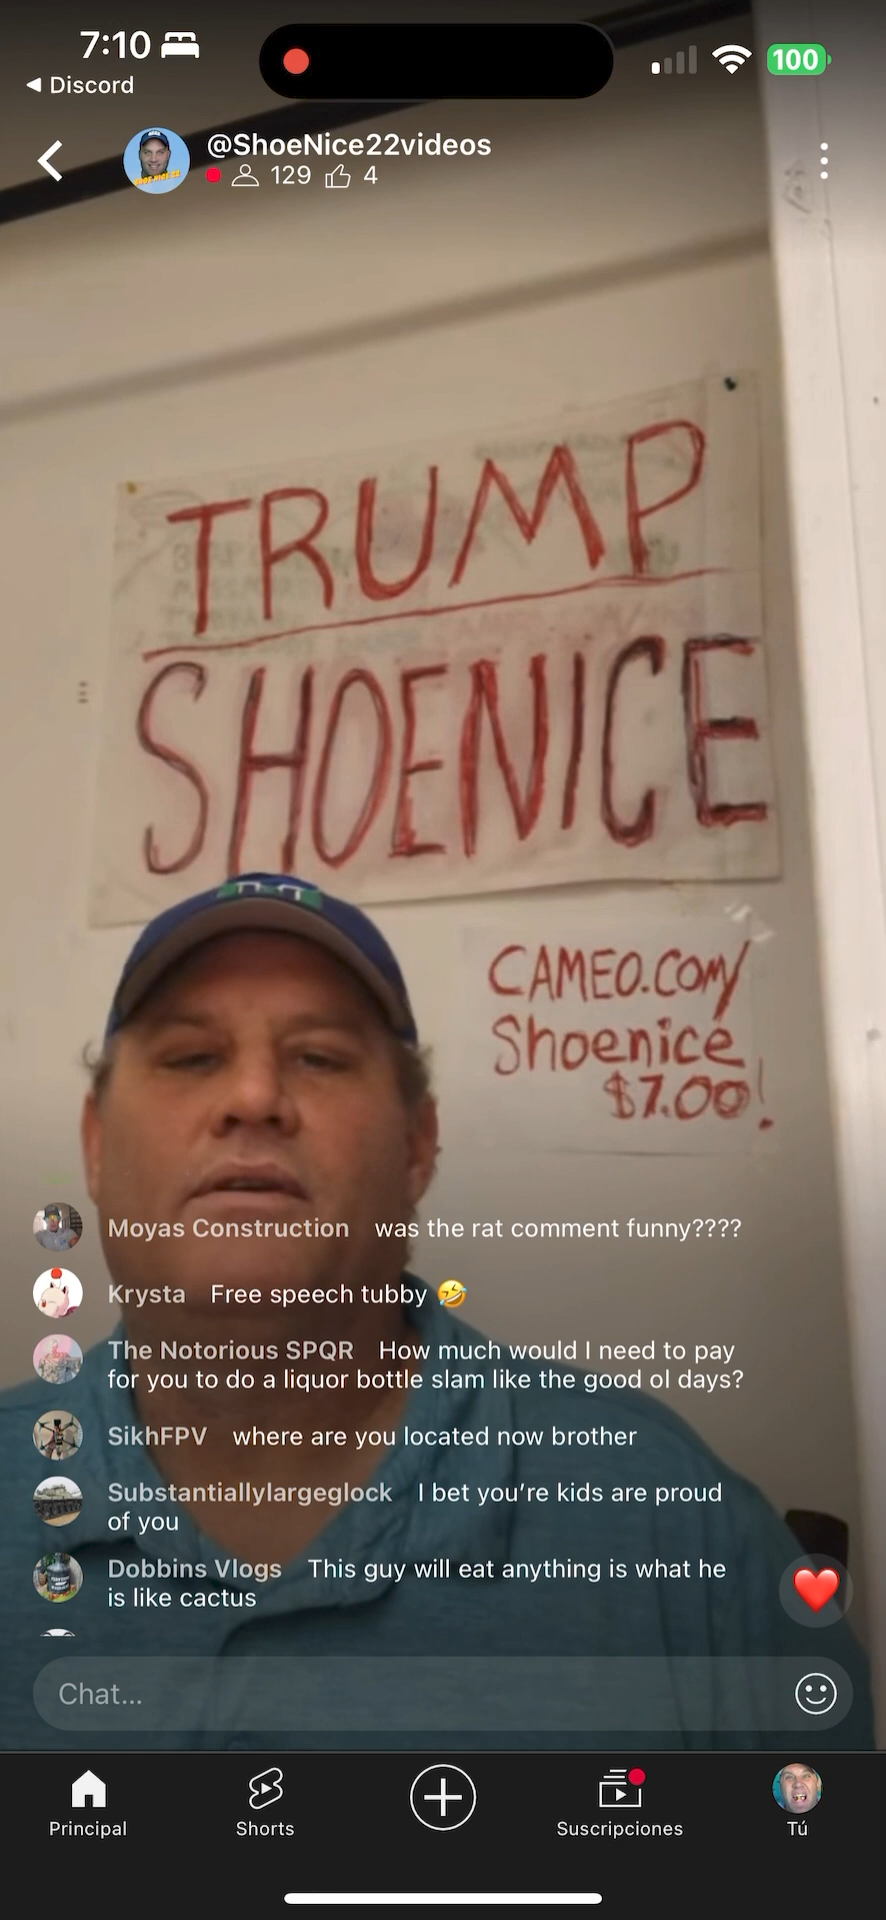 7:10
100
Discord
@ShoeNice22videos
129 4
TRUMP
SHOENICE
CAMEO.COM/
Shoenice
$7.00!
Moyas Construction was the rat comment funny????
Krysta Free speech tubby 🤣
The Notorious SPQR How much would I need to pay
for you to do a liquor bottle slam like the good ol days?
SikhFPV where are you located now brother
Substantiallylargeglock I bet you’re kids are proud
of you
Dobbins Vlogs This guy will eat anything is what he
is like cactus
Chat...
Principal
Shorts
Suscripciones
Tú